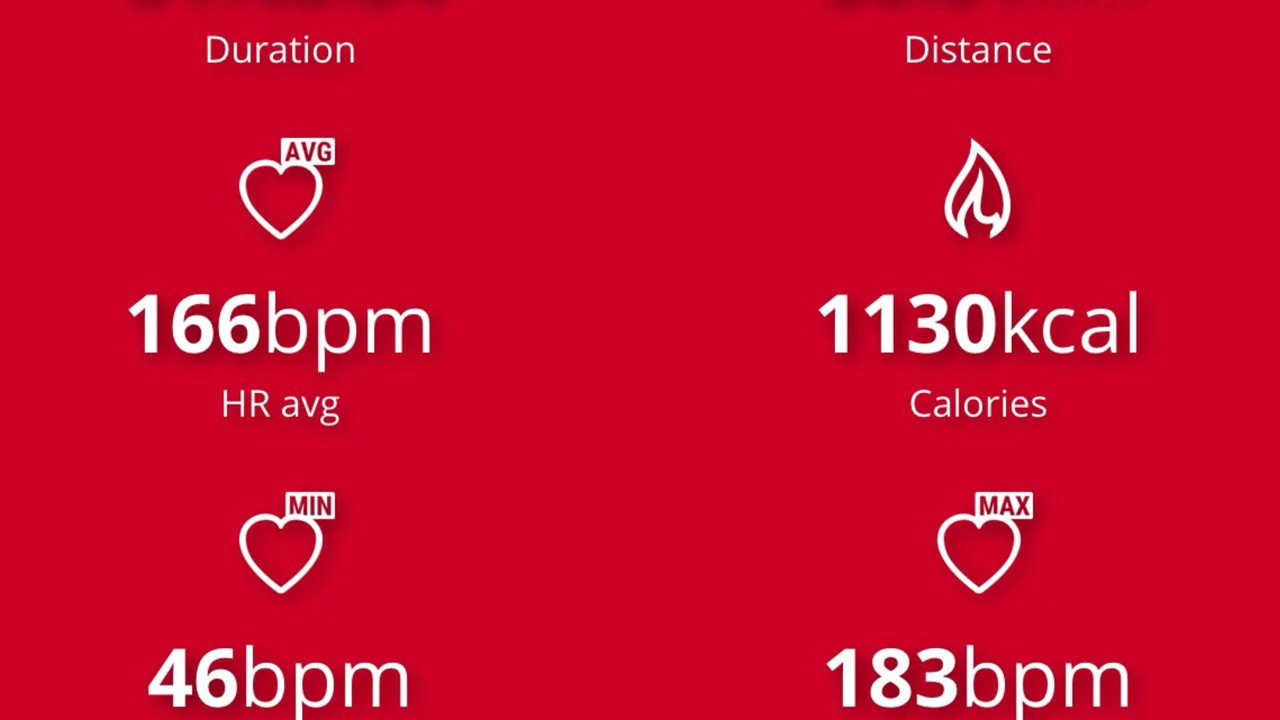 Duration
Distance
AVG
166bpm
1130kcal
HR avg
Calories
MIN
MAX
46bpm
183bpm